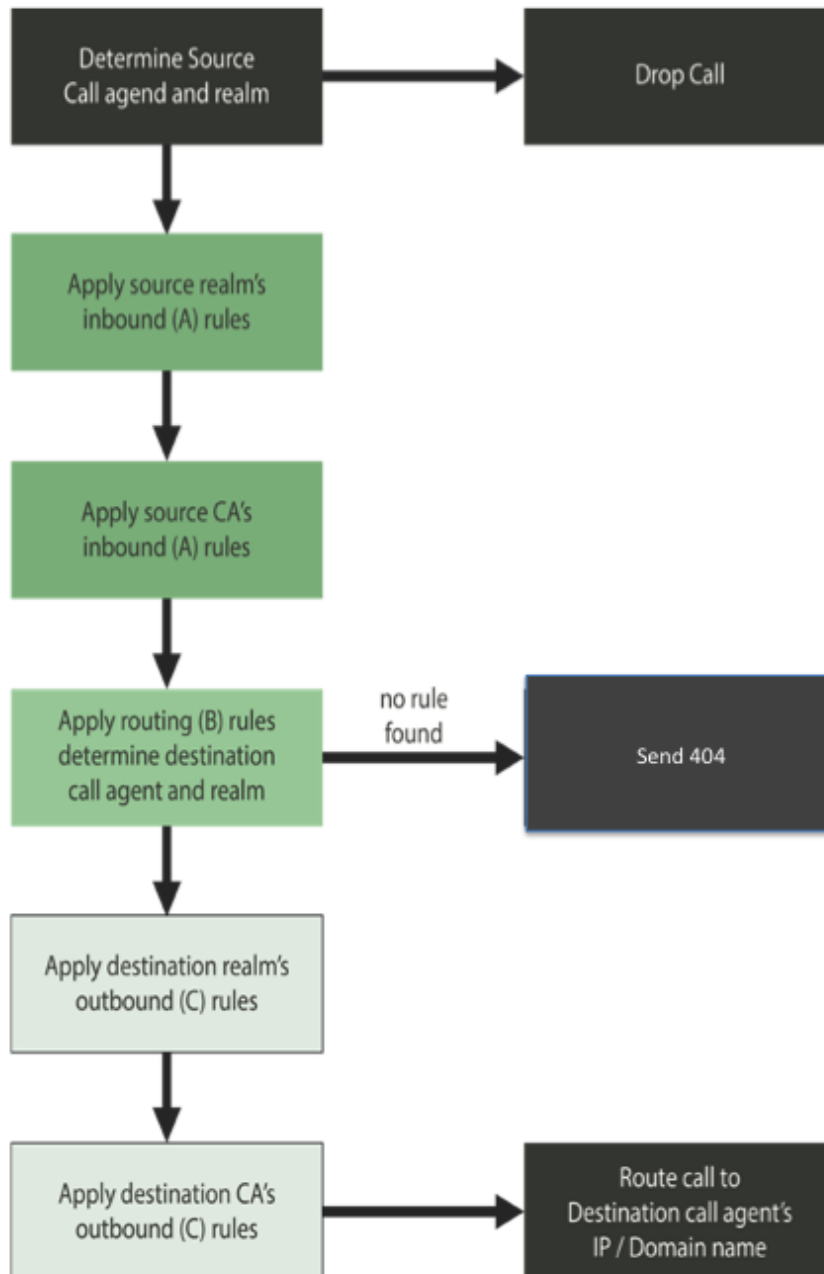 Determine Source
Call agend and realm
Drop Call
Apply source realm's
inbound (A) rules
Apply source CA's
inbound (A) rules
Apply routing (B) rules
determine destination
call agent and realm
no rule
found
Send 404
Apply destination realm's
outbound (C) rules
Apply destination CA's
outbound (C) rules
Route call to
Destination call agent's
IP / Domain name